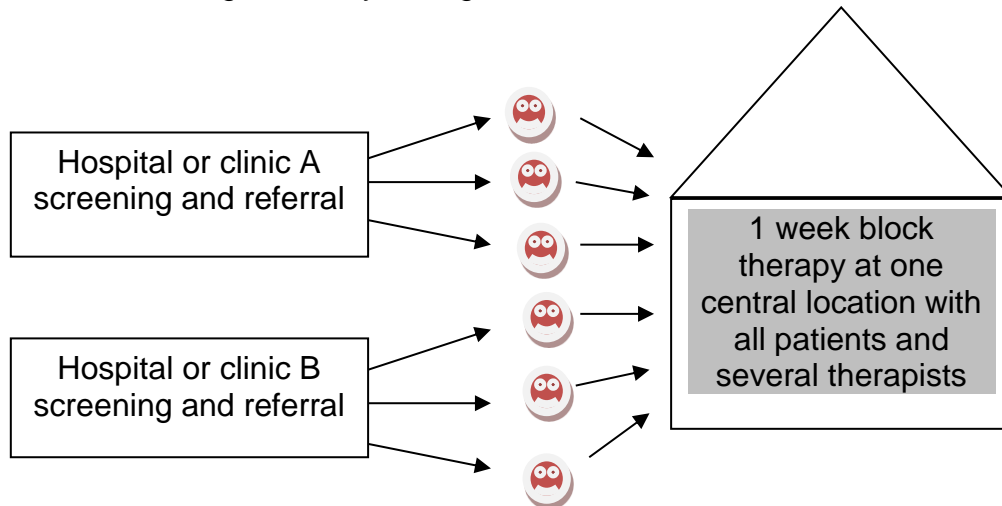 Hospital or clinic A
screening and referral
Hospital or clinic B
screening and referral
1 week block
therapy at one
central location with
all patients and
several therapists